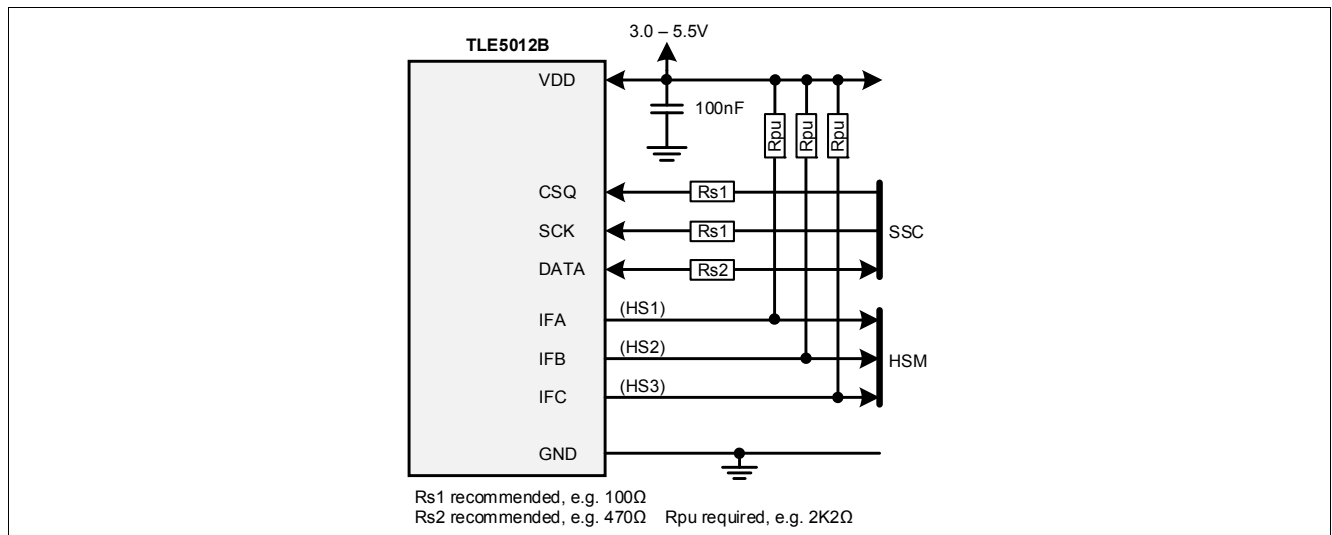 3.0 – 5.5V
TLE5012B
VDD
100nF
Rpu
Rpu
Rpu
CSQ
Rs1
SCK
Rs1
SSC
DATA
Rs2
IFA
(HS1)
IFB
(HS2)
HSM
IFC
(HS3)
GND
Rs1 recommended, e.g. 100Ω
Rs2 recommended, e.g. 470Ω Rpu required, e.g. 2K2Ω